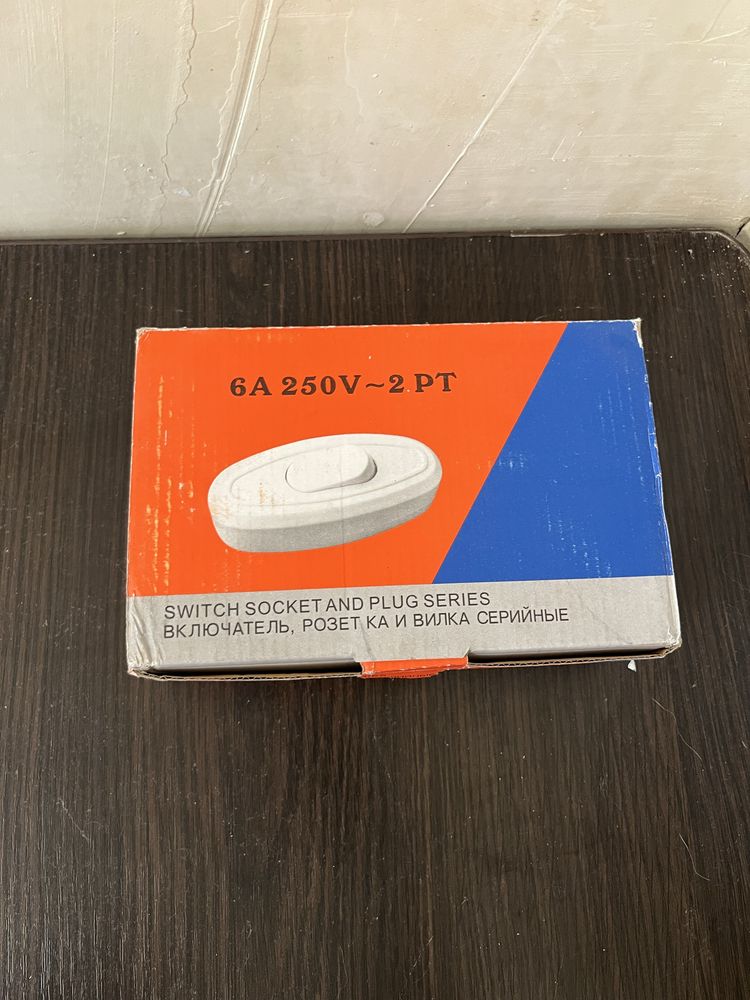 6A 250V~2 PT
SWITCH SOCKET AND PLUG SERIES
ВКЛЮЧАТЕЛЬ, РОЗЕТ КА И ВИЛКА СЕРИЙНЫЕ